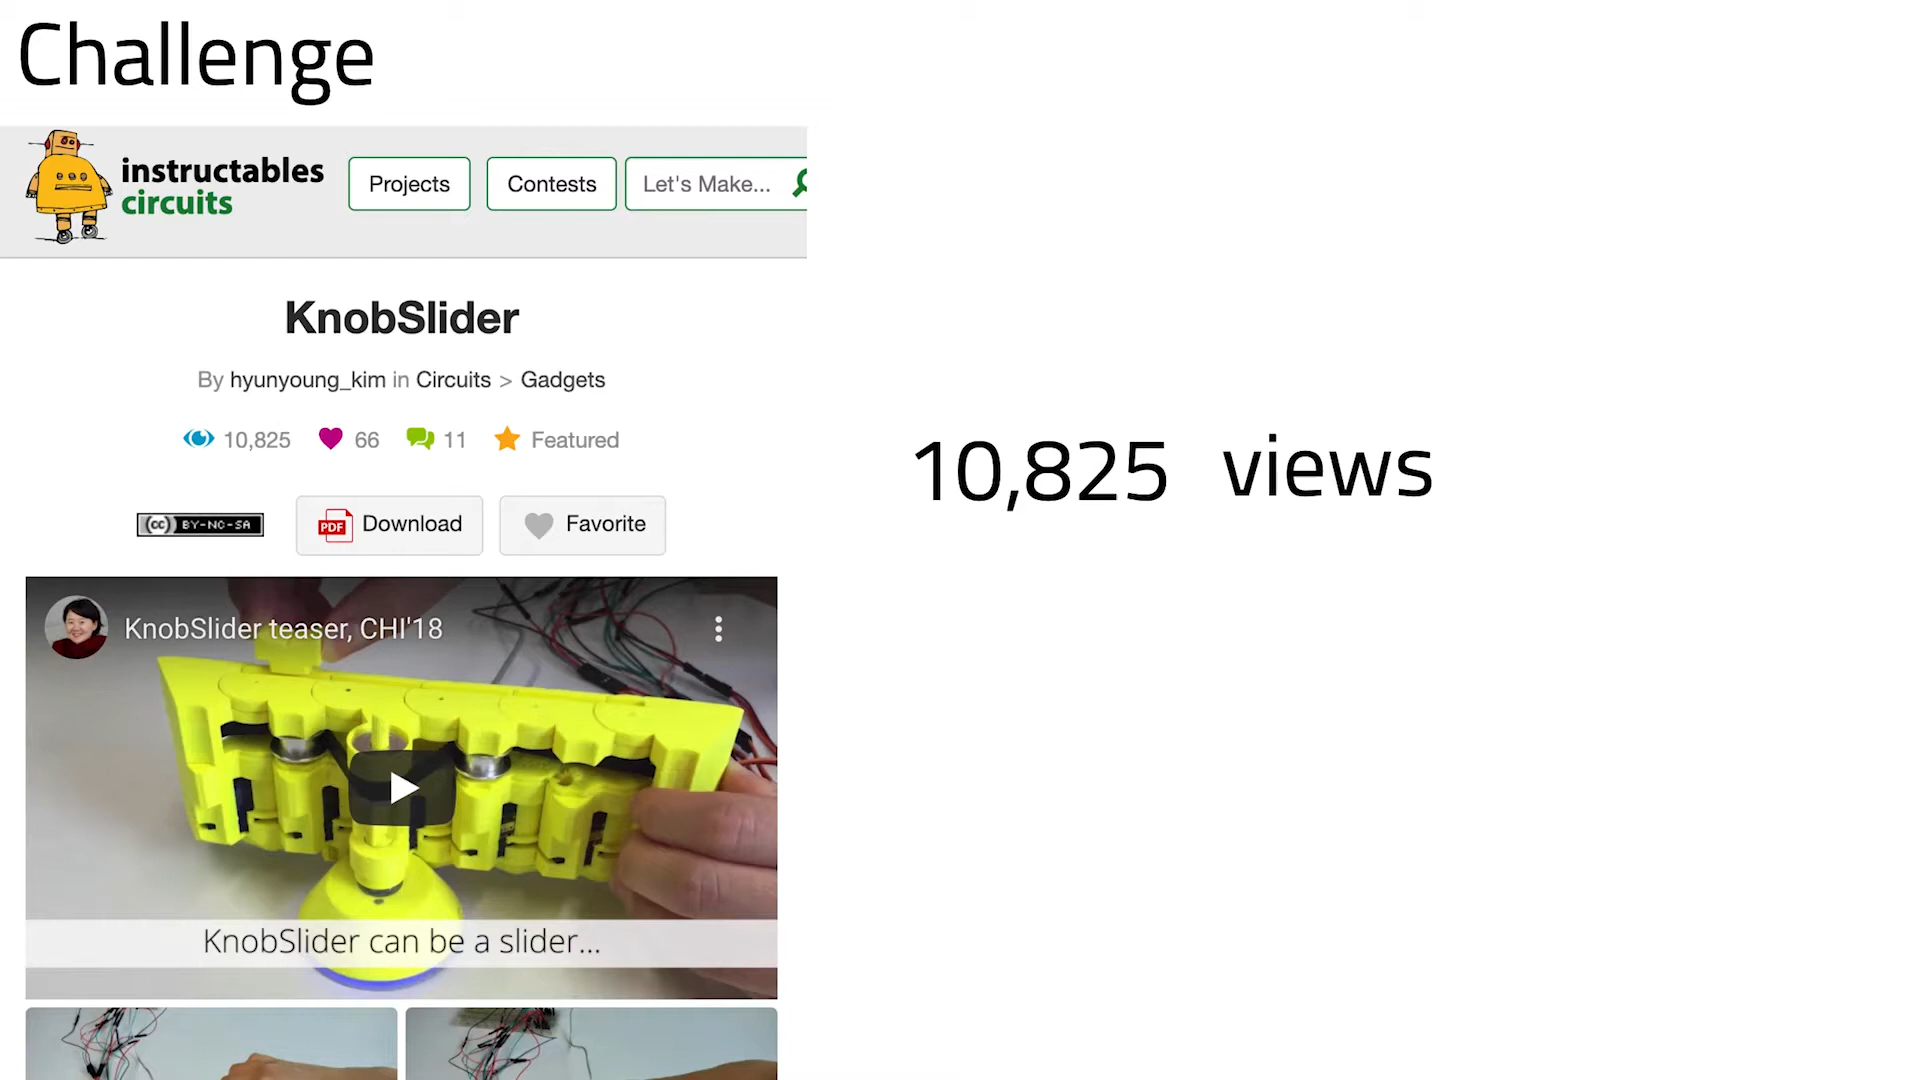 Challenge
instructables
circuits
Projects
Contests
Let's Make...
KnobSlider
By hyunyoung_kim in Circuits > Gadgets
10,825 66 11 Featured
10,825 views
(cc) BY-NC-SA
PDF Download
Favorite
KnobSlider teaser, CHI'18
KnobSlider can be a slider...